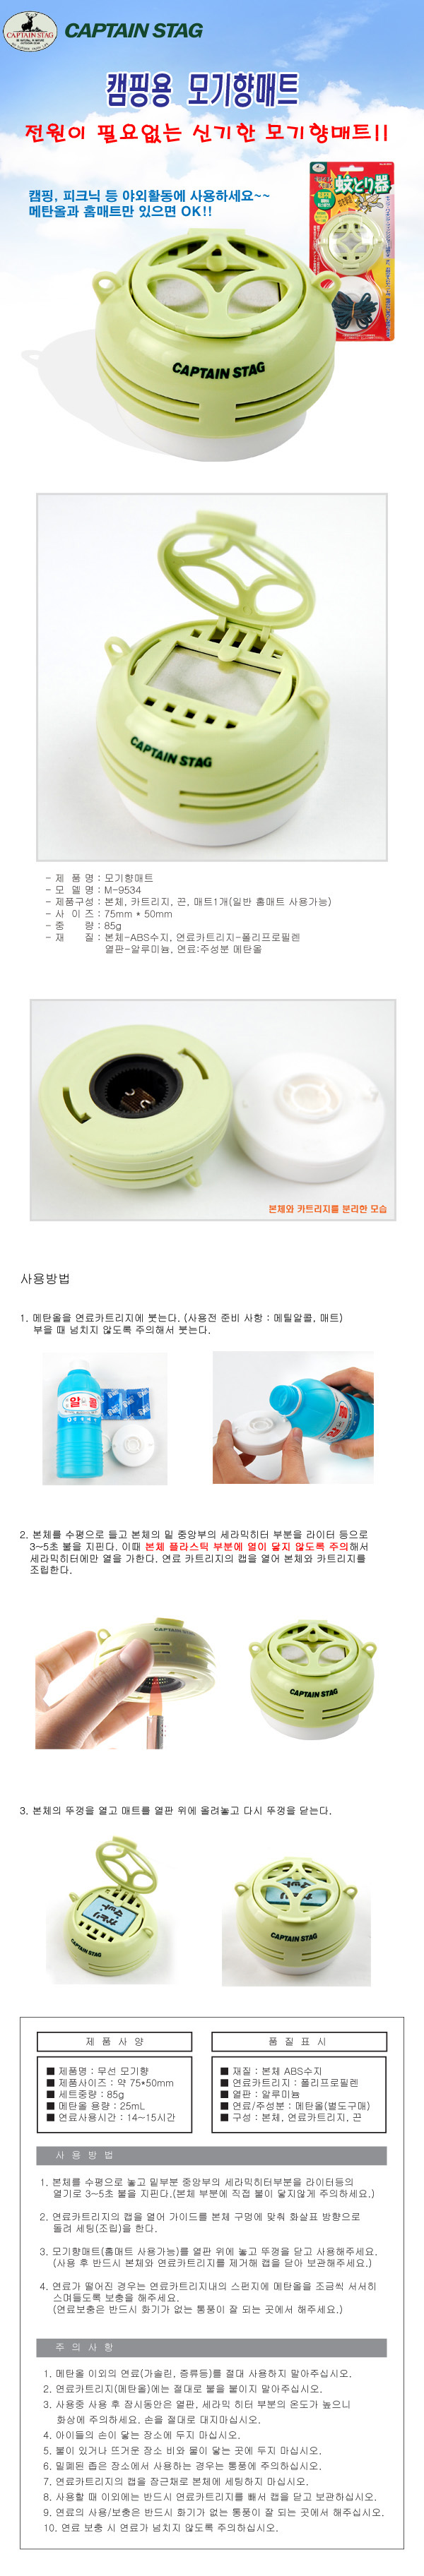 CAPTAIN STAG
CAPTAIN STAG
캠핑용 모기향매트
전원이 필요없는 신기한 모기향매트!!
캠핑, 피크닉 등 야외활동에 사용하세요~~
메탄올과 홈매트만 있으면 OK!!
蚊とり器
CAPTAIN STAG
CAPTAIN STAG
- 제 품 명 : 모기향매트
- 모 델 명 : M-9534
- 제품구성 : 본체, 카트리지, 끈, 매트1개(일반 홈매트 사용가능)
- 사 이 즈 : 75mm * 50mm
- 중 량 : 85g
- 재 질 : 본체-ABS수지, 연료카트리지-폴리프로필렌
열판-알루미늄, 연료:주성분 메탄올
본체와 카트리지를 분리한 모습
사용방법
1. 메탄올을 연료카트리지에 붓는다. (사용전 준비 사항 : 메틸알콜, 매트)
부을 때 넘치지 않도록 주의해서 붓는다.
알콜
2. 본체를 수평으로 들고 본체의 밑 중앙부의 세라믹히터 부분을 라이터 등으로
3~5초 불을 지핀다. 이때 본체 플라스틱 부분에 열이 닿지 않도록 주의해서
세라믹히터에만 열을 가한다. 연료 카트리지의 캡을 열어 본체와 카트리지를
조립한다.
CAPTAIN STAG
3. 본체의 뚜껑을 열고 매트를 열판 위에 올려놓고 다시 뚜껑을 닫는다.
CAPTAIN STAG
CAPTAIN STAG
제 품 사 양
■ 제품명 : 무선 모기향
■ 제품사이즈 : 약 75*50mm
■ 세트중량 : 85g
■ 메탄올 용량 : 25mL
■ 연료사용시간 : 14~15시간
품 질 표 시
■ 재질 : 본체 ABS수지
■ 연료카트리지 : 폴리프로필렌
■ 열판 : 알루미늄
■ 연료/주성분 : 메탄올(별도구매)
■ 구성 : 본체, 연료카트리지, 끈
사 용 방 법
1. 본체를 수평으로 놓고 밑부분 중앙부의 세라믹히터부분을 라이터등의
열기로 3~5초 불을 지핀다.(본체 부분에 직접 불이 닿지않게 주의하세요.)
2. 연료카트리지의 캡을 열어 가이드를 본체 구멍에 맞춰 화살표 방향으로
돌려 세팅(조립)을 한다.
3. 모기향매트(홈매트 사용가능)를 열판 위에 놓고 뚜껑을 닫고 사용해주세요.
(사용 후 반드시 본체와 연료카트리지를 제거해 캡을 닫아 보관해주세요.)
4. 연료가 떨어진 경우는 연료카트리지내의 스펀지에 메탄올을 조금씩 서서히
스며들도록 보충을 해주세요.
(연료보충은 반드시 화기가 없는 통풍이 잘 되는 곳에서 해주세요.)
주 의 사 항
1. 메탄올 이외의 연료(가솔린, 증류등)를 절대 사용하지 말아주십시오.
2. 연료카트리지(메탄올)에는 절대로 불을 붙이지 말아주십시오.
3. 사용중 사용 후 잠시동안은 열판, 세라믹 히터 부분의 온도가 높으니
화상에 주의하세요. 손을 절대로 대지마십시오.
4. 아이들의 손이 닿는 장소에 두지 마십시오.
5. 불이 있거나 뜨거운 장소 비와 물이 닿는 곳에 두지 마십시오.
6. 밀폐된 좁은 장소에서 사용하는 경우는 통풍에 주의하십시오.
7. 연료카트리지의 캡을 잠근채로 본체에 세팅하지 마십시오.
8. 사용할 때 이외에는 반드시 연료카트리지를 빼서 캡을 닫고 보관하십시오.
9. 연료의 사용/보충은 반드시 화기가 없는 통풍이 잘 되는 곳에서 해주십시오.
10. 연료 보충 시 연료가 넘치지 않도록 주의하십시오.